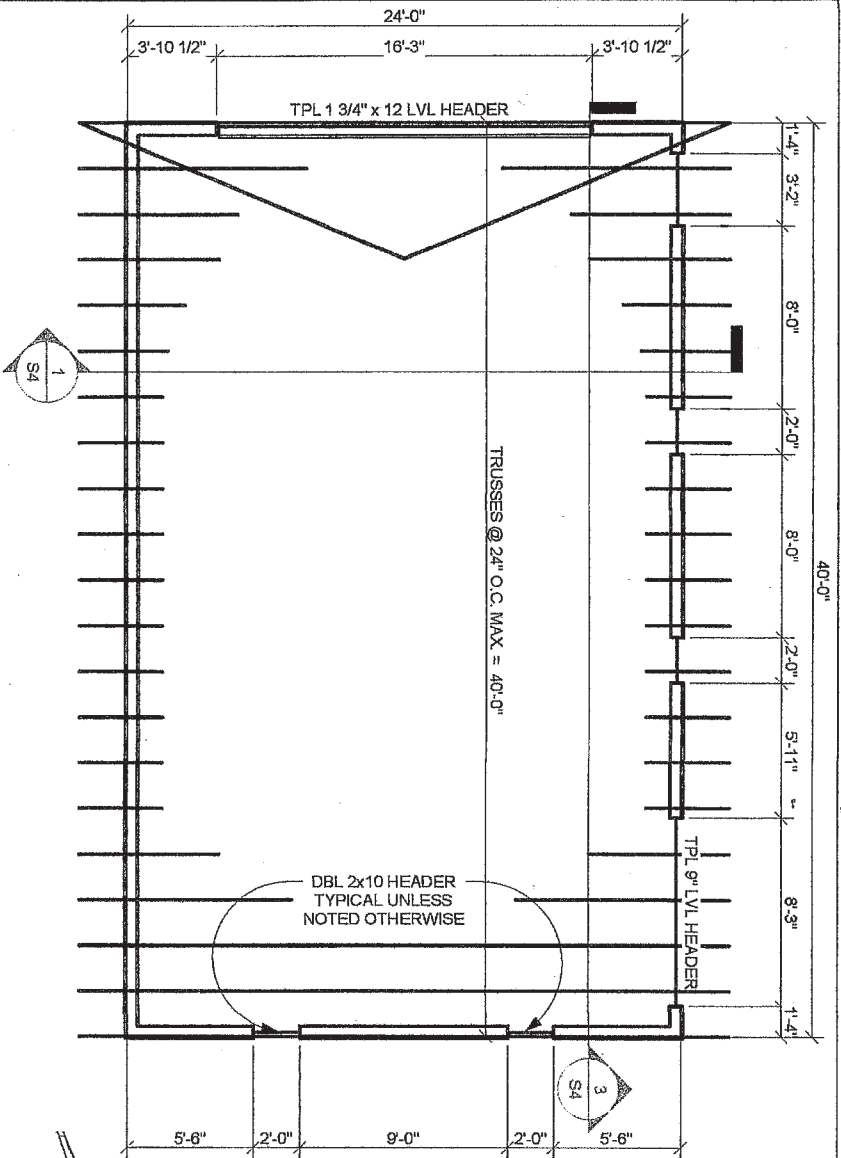 24'-0"
3'-10 1/2"
16'-3"
3'-10 1/2"
TPL 1 3/4" x 12 LVL HEADER
1'-4"
3'-2"
8'-0"
2'-0"
8'-0"
2'-0"
5'-11"
8'-3"
1'-4"
40'-0"
TRUSSES @ 24" O.C. MAX. = 40'-0"
1
S4
TPL 9" LVL HEADER
DBL 2x10 HEADER
TYPICAL UNLESS
NOTED OTHERWISE
3
S4
5'-6"
2'-0"
9'-0"
2'-0"
5'-6"